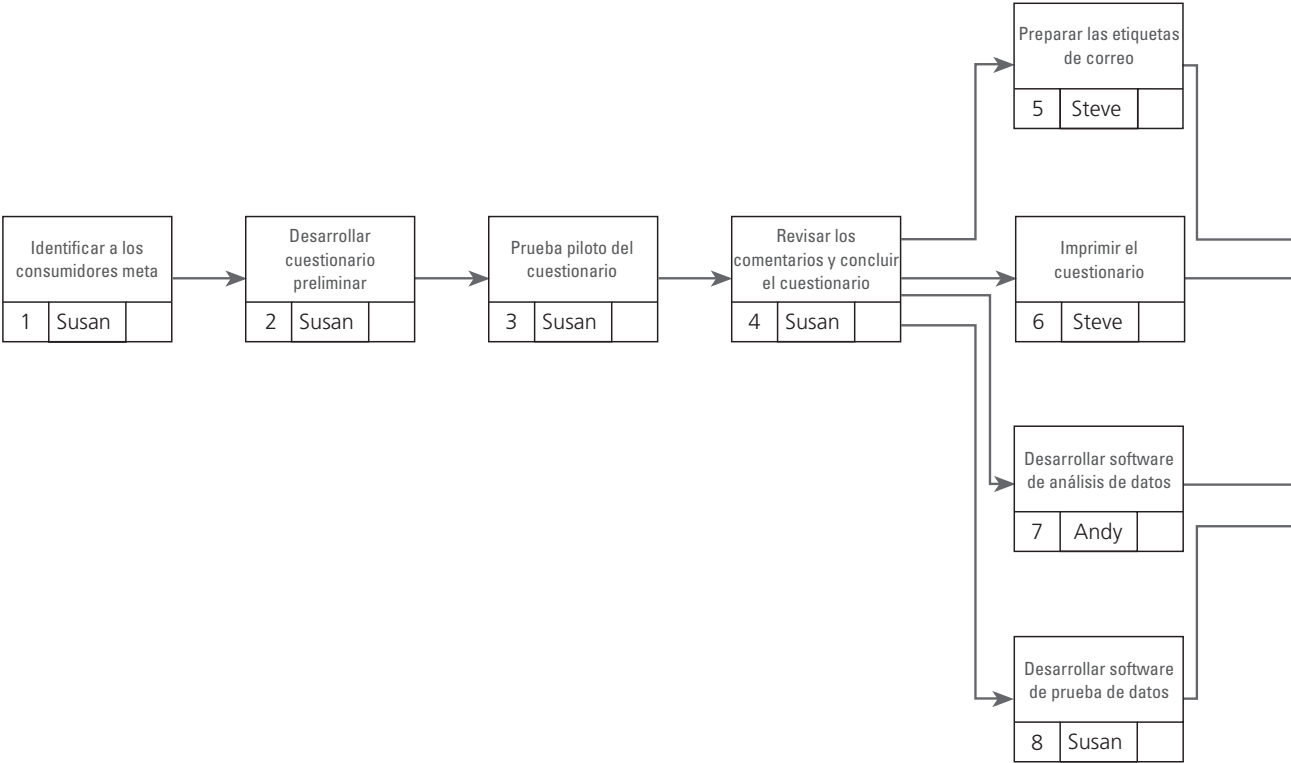 Preparar las etiquetas
de correo
5 Steve
Identificar a los
consumidores meta
1 Susan
Desarrollar
cuestionario
preliminar
2 Susan
Prueba piloto del
cuestionario
3 Susan
Revisar los
comentarios y concluir
el cuestionario
4 Susan
Imprimir el
cuestionario
6 Steve
Desarrollar software
de análisis de datos
7 Andy
Desarrollar software
de prueba de datos
8 Susan